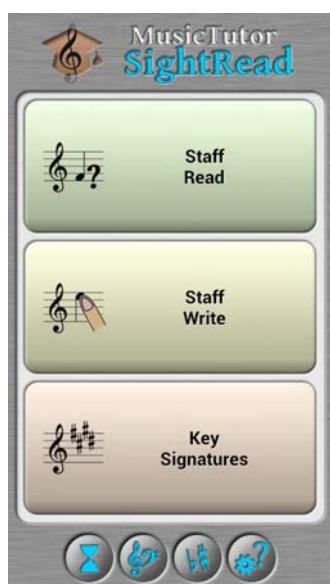 MusicTutor
SightRead
Staff
Read
Staff
Write
Key
Signatures